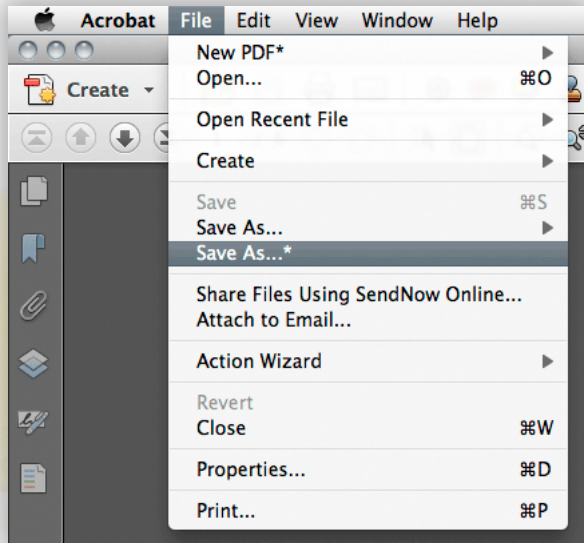 Acrobat File Edit View Window Help
New PDF*
Open... ⌘O
Create
Open Recent File
Create
Save ⌘S
Save As...
Save As...*
Share Files Using SendNow Online...
Attach to Email...
Action Wizard
Revert
Close ⌘W
Properties... ⌘D
Print... ⌘P